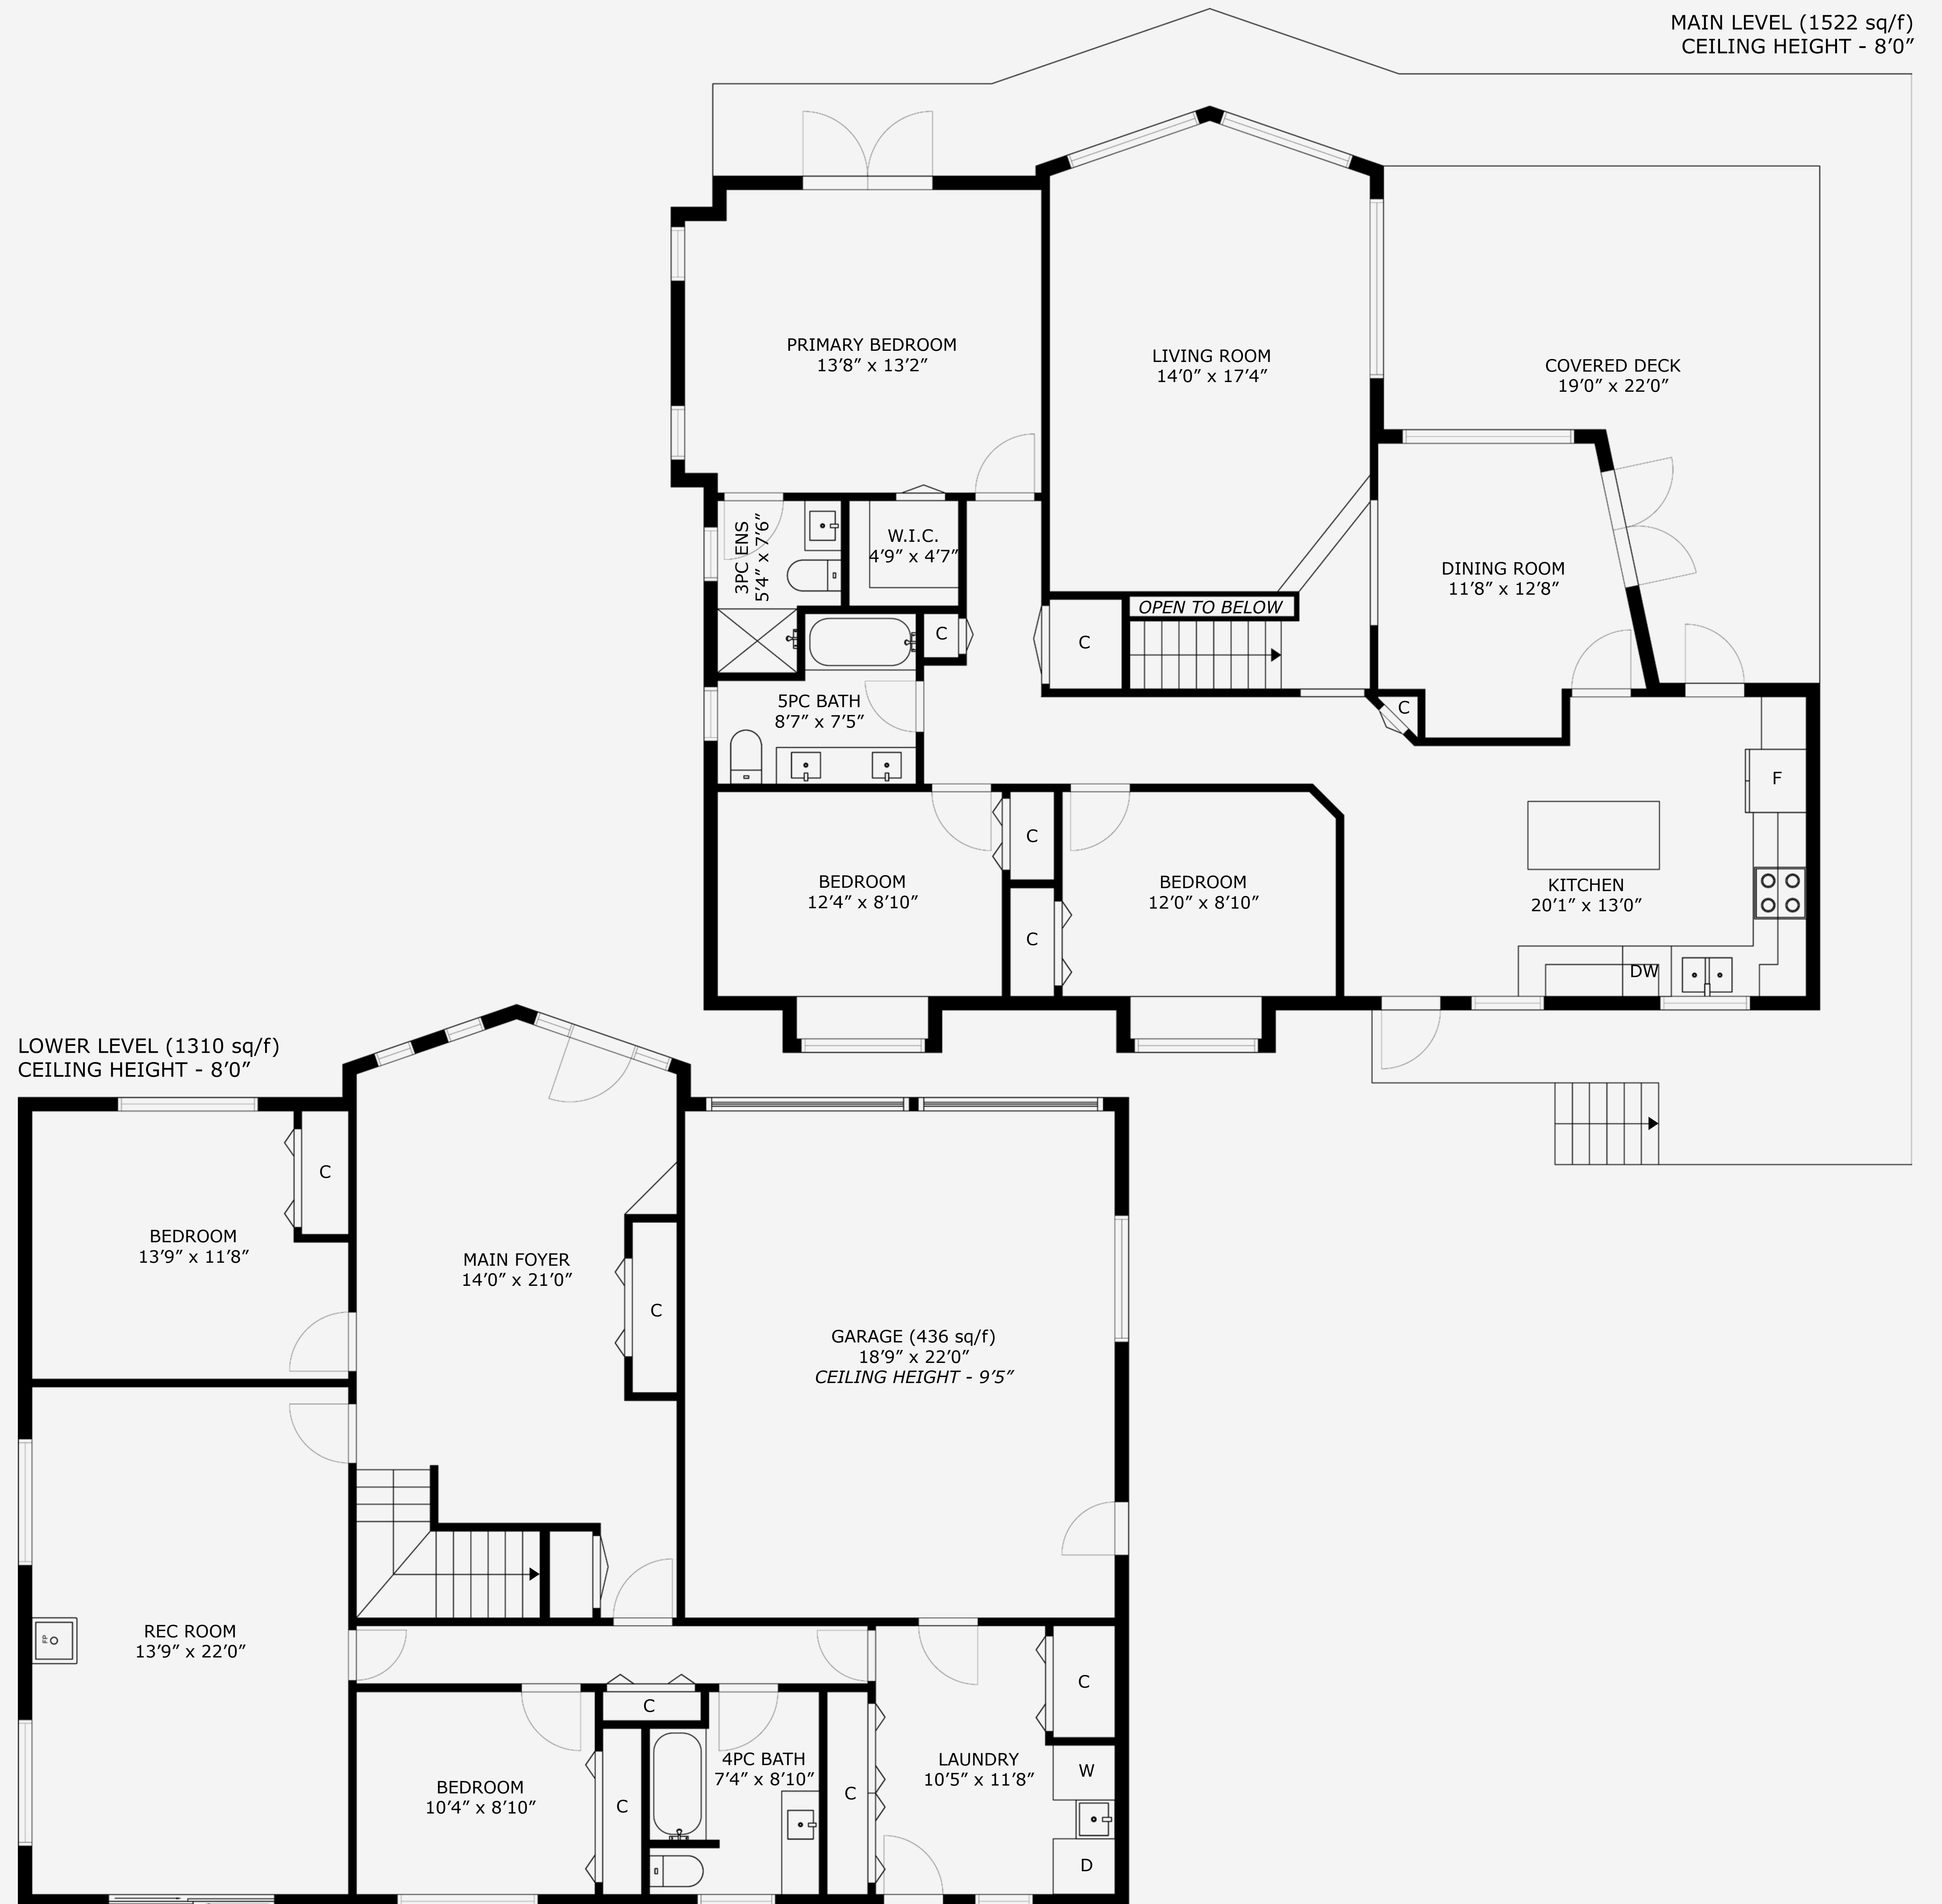 MAIN LEVEL (1522 sq/f)
CEILING HEIGHT - 8’0”
PRIMARY BEDROOM
13’8” x 13’2”
LIVING ROOM
14’0” x 17’4”
COVERED DECK
19’0” x 22’0”
3PC ENS
5’4” x 7’6”
W.I.C.
4’9” x 4’7”
DINING ROOM
11’8” x 12’8”
OPEN TO BELOW
C
C
5PC BATH
8’7” x 7’5”
C
F
C
BEDROOM
12’4” x 8’10”
BEDROOM
12’0” x 8’10”
KITCHEN
20’1” x 13’0”
C
DW
LOWER LEVEL (1310 sq/f)
CEILING HEIGHT - 8’0”
C
BEDROOM
13’9” x 11’8”
MAIN FOYER
14’0” x 21’0”
C
GARAGE (436 sq/f)
18’9” x 22’0”
CEILING HEIGHT - 9’5”
REC ROOM
13’9” x 22’0”
FP
C
C
BEDROOM
10’4” x 8’10”
C
4PC BATH
7’4” x 8’10”
C
LAUNDRY
10’5” x 11’8”
W
D